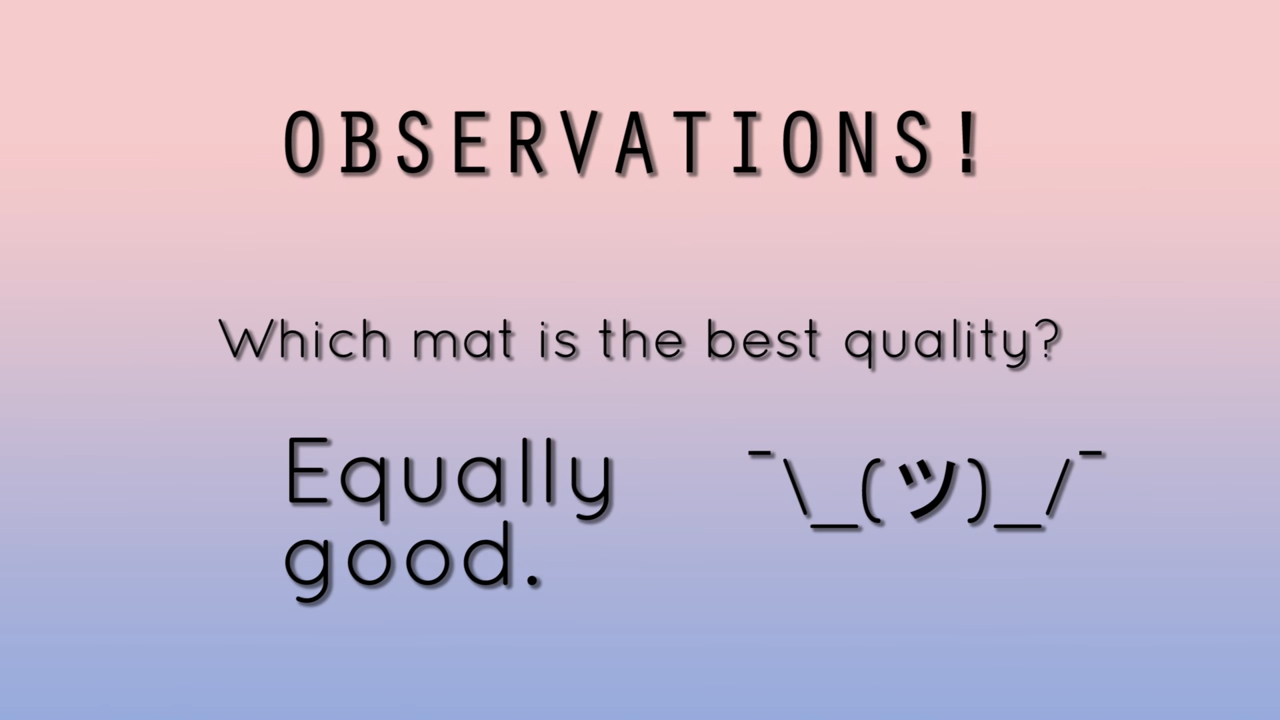 OBSERVATIONS!
Which mat is the best quality?
Equally
good.
¯\_(ツ)_/¯